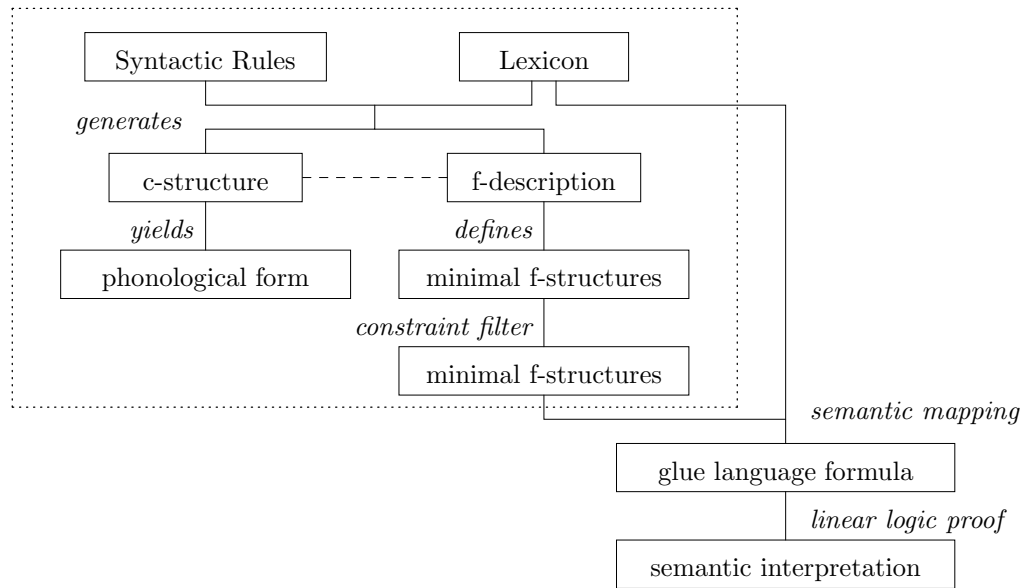 Syntactic Rules
Lexicon
generates
c-structure
f-description
yields
defines
phonological form
minimal f-structures
constraint filter
minimal f-structures
semantic mapping
glue language formula
linear logic proof
semantic interpretation